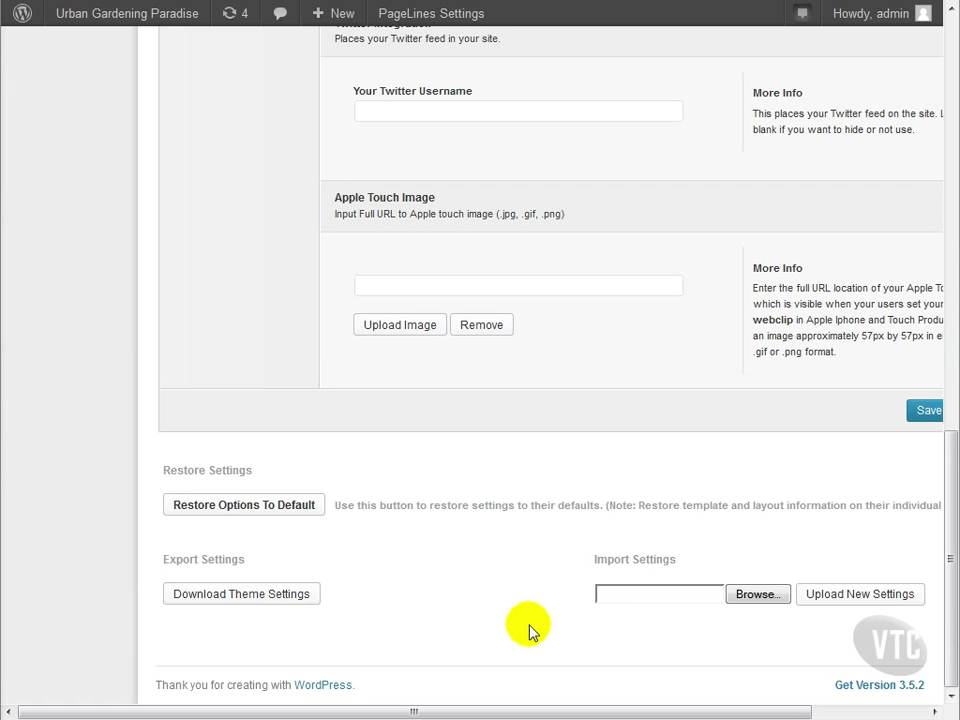 Urban Gardening Paradise 4 New PageLines Settings Howdy, admin
Places your Twitter feed in your site.
Your Twitter Username
More Info
This places your Twitter feed on the site. L
blank if you want to hide or not use.
Apple Touch Image
Input Full URL to Apple touch image (.jpg, .gif, .png)
More Info
Enter the full URL location of your Apple To
which is visible when your users set your
webclip in Apple Iphone and Touch Produ
an image approximately 57px by 57px in e
.gif or .png format.
Upload Image Remove
Save
Restore Settings
Restore Options To Default Use this button to restore settings to their defaults. (Note: Restore template and layout information on their individual
Export Settings Import Settings
Download Theme Settings Browse... Upload New Settings
VTC
Thank you for creating with WordPress. Get Version 3.5.2